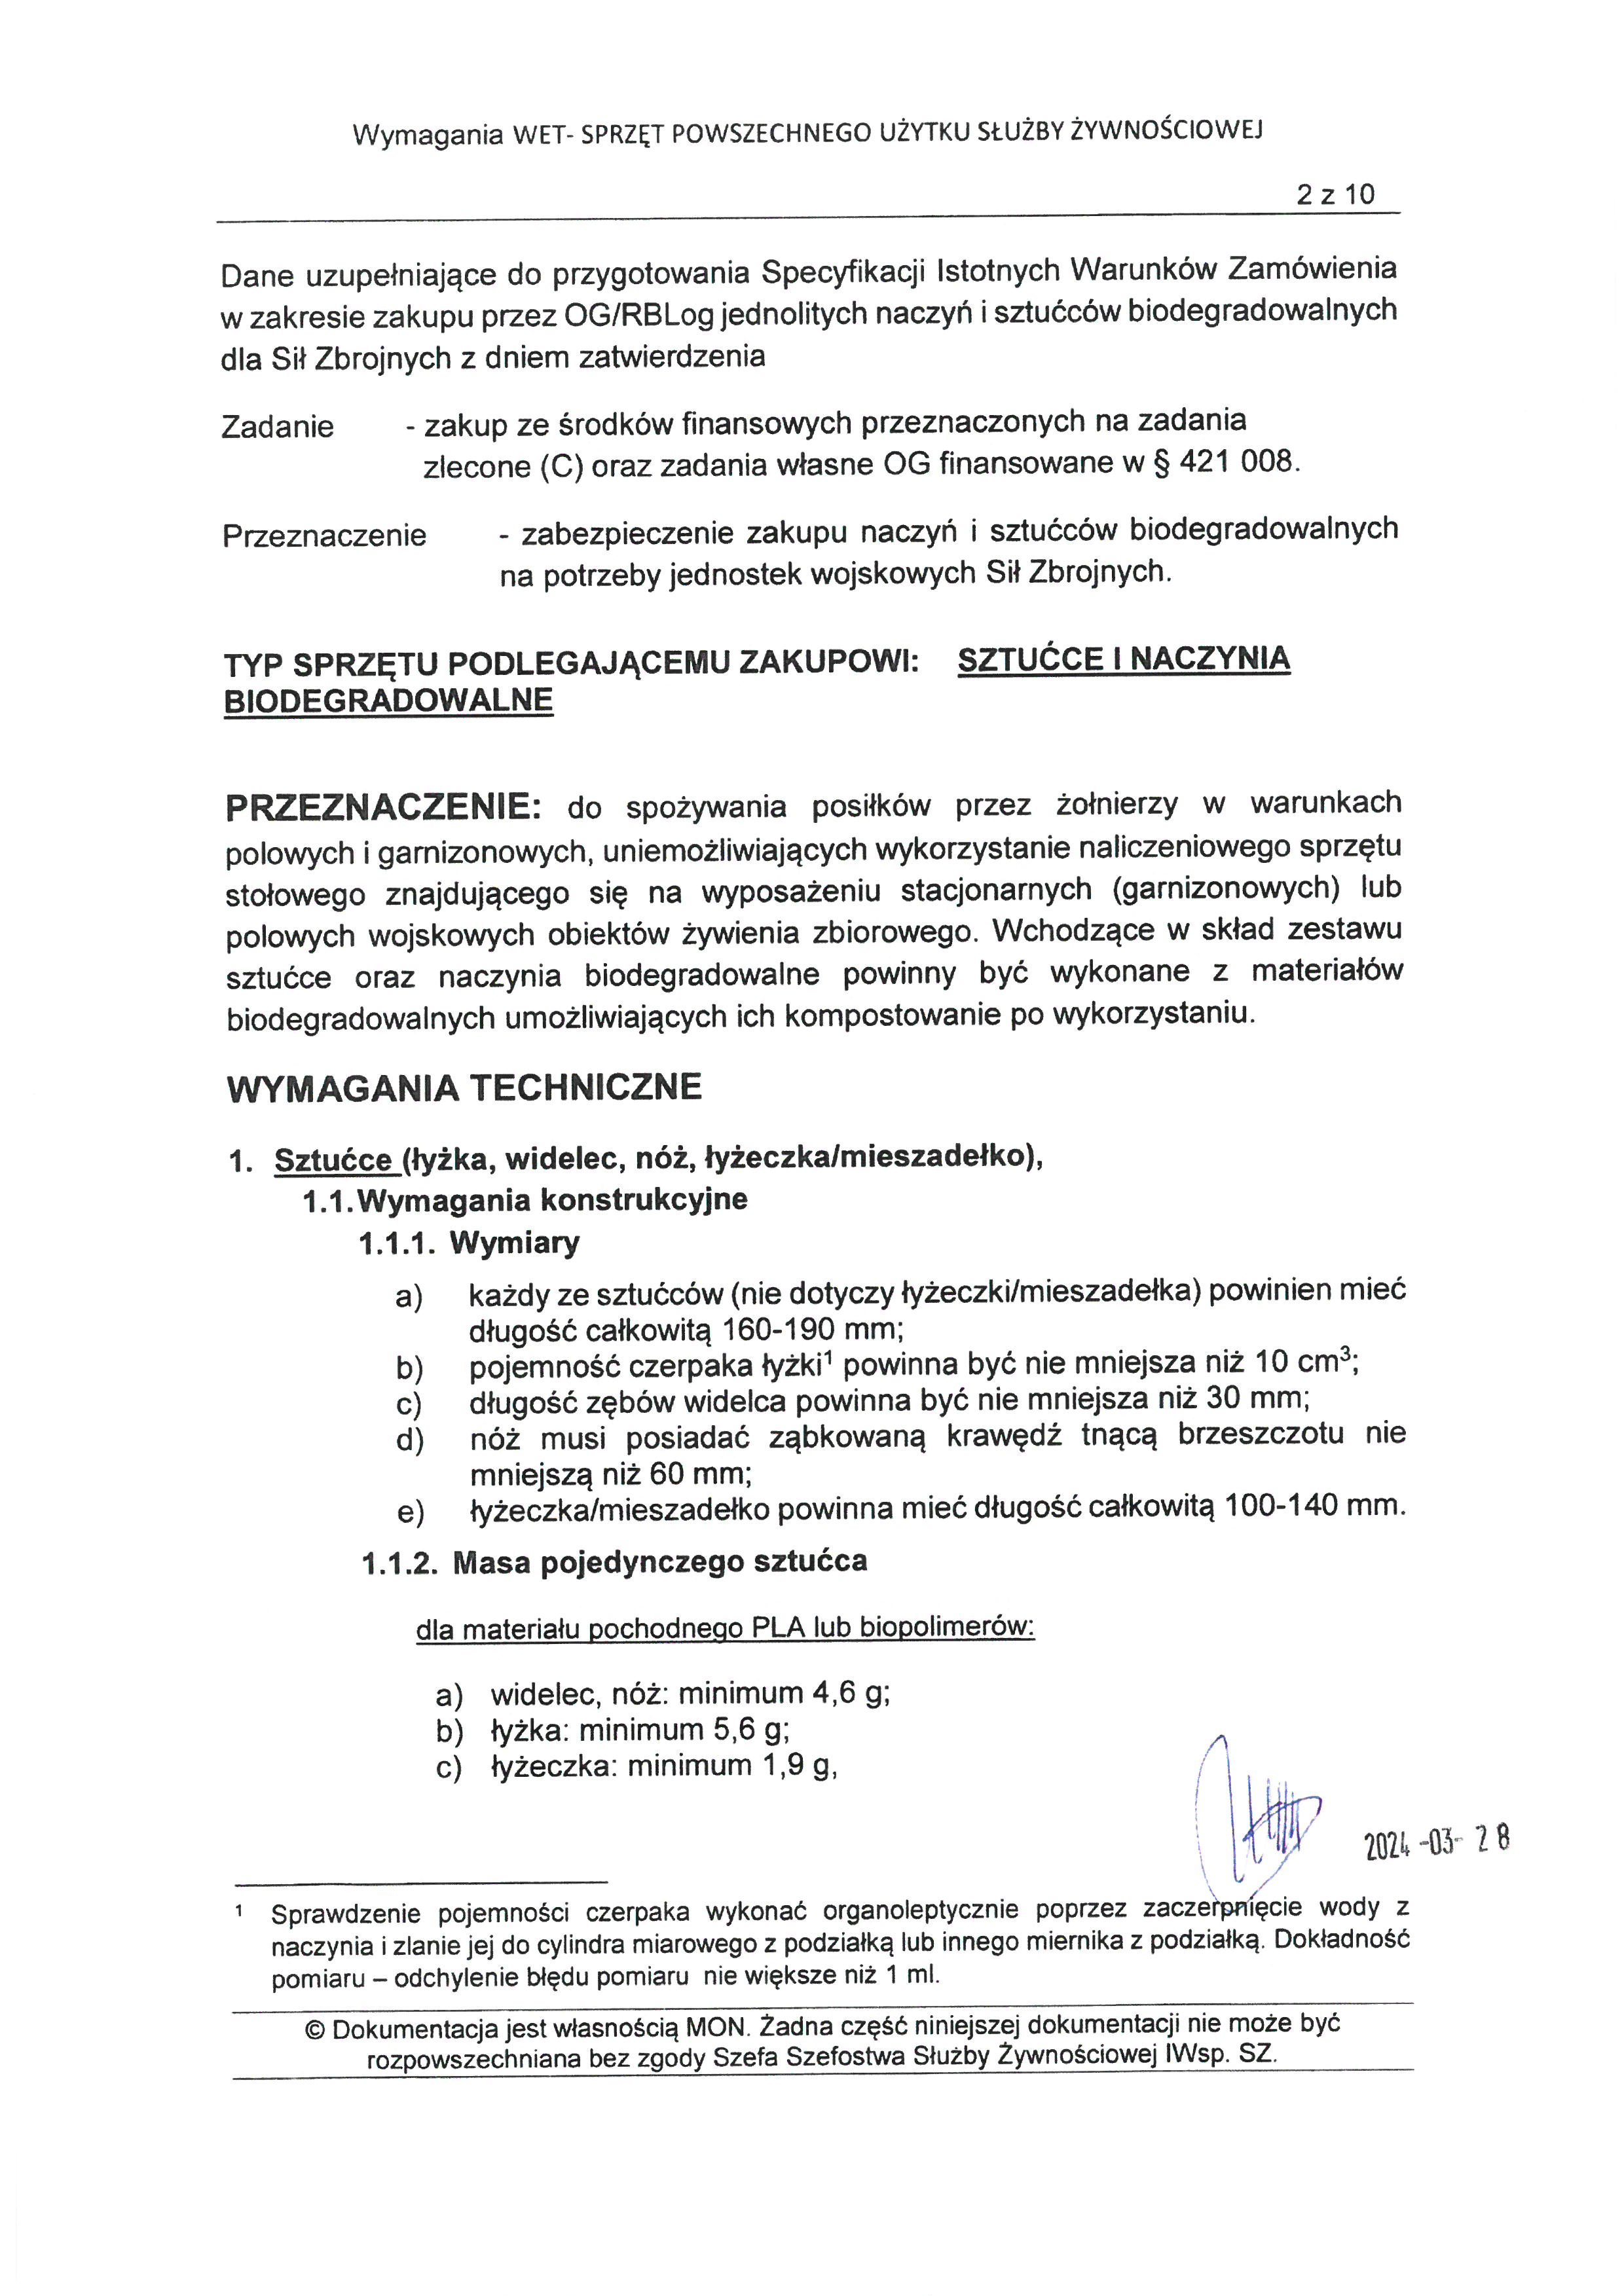 Wymagania WET- SPRZĘT POWSZECHNEGO UŻYTKU SŁUŻBY ŻYWNOŚCIOWEJ
2 z 10
Dane uzupełniające do przygotowania Specyfikacji Istotnych Warunków Zamówienia
w zakresie zakupu przez OG/RBLog jednolitych naczyń i sztućców biodegradowalnych
dla Sił Zbrojnych z dniem zatwierdzenia
Zadanie - zakup ze środków finansowych przeznaczonych na zadania
zlecone (C) oraz zadania własne OG finansowane w § 421 008.
Przeznaczenie - zabezpieczenie zakupu naczyń i sztućców biodegradowalnych
na potrzeby jednostek wojskowych Sił Zbrojnych.
TYP SPRZĘTU PODLEGAJĄCEMU ZAKUPOWI: SZTUĆCE I NACZYNIA
BIODEGRADOWALNE
PRZEZNACZENIE: do spożywania posiłków przez żołnierzy w warunkach
polowych i garnizonowych, uniemożliwiających wykorzystanie naliczeniowego sprzętu
stołowego znajdującego się na wyposażeniu stacjonarnych (garnizonowych) lub
polowych wojskowych obiektów żywienia zbiorowego. Wchodzące w skład zestawu
sztućce oraz naczynia biodegradowalne powinny być wykonane z materiałów
biodegradowalnych umożliwiających ich kompostowanie po wykorzystaniu.
WYMAGANIA TECHNICZNE
1. Sztućce (łyżka, widelec, nóż, łyżeczka/mieszadełko),
1.1. Wymagania konstrukcyjne
1.1.1. Wymiary
a) każdy ze sztućców (nie dotyczy łyżeczki/mieszadełka) powinien mieć
długość całkowitą 160-190 mm;
b) pojemność czerpaka łyżki¹ powinna być nie mniejsza niż 10 cm³;
c) długość zębów widelca powinna być nie mniejsza niż 30 mm;
d) nóż musi posiadać ząbkowaną krawędź tnącą brzeszczotu nie
mniejszą niż 60 mm;
e) łyżeczka/mieszadełko powinna mieć długość całkowitą 100-140 mm.
1.1.2. Masa pojedynczego sztućca
dla materiału pochodnego PLA lub biopolimerów:
a) widelec, nóż: minimum 4,6 g;
b) łyżka: minimum 5,6 g;
c) łyżeczka: minimum 1,9 g,
2024 -03- 28
¹ Sprawdzenie pojemności czerpaka wykonać organoleptycznie poprzez zaczerpnięcie wody z
naczynia i zlanie jej do cylindra miarowego z podziałką lub innego miernika z podziałką. Dokładność
pomiaru – odchylenie błędu pomiaru nie większe niż 1 ml.
© Dokumentacja jest własnością MON. Żadna część niniejszej dokumentacji nie może być
rozpowszechniana bez zgody Szefa Szefostwa Służby Żywnościowej IWsp. SZ.